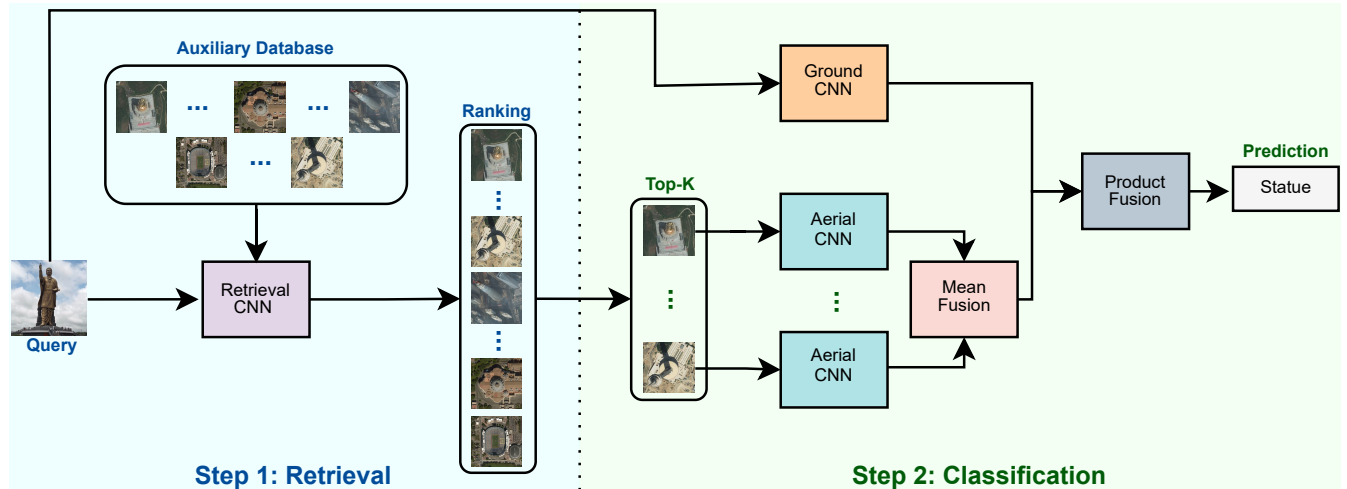 Auxiliary Database
...
...
...
Ranking
...
...
Query
Retrieval
CNN
Step 1: Retrieval
Top-K
...
Ground
CNN
Aerial
CNN
...
Aerial
CNN
Mean
Fusion
Product
Fusion
Prediction
Statue
Step 2: Classification